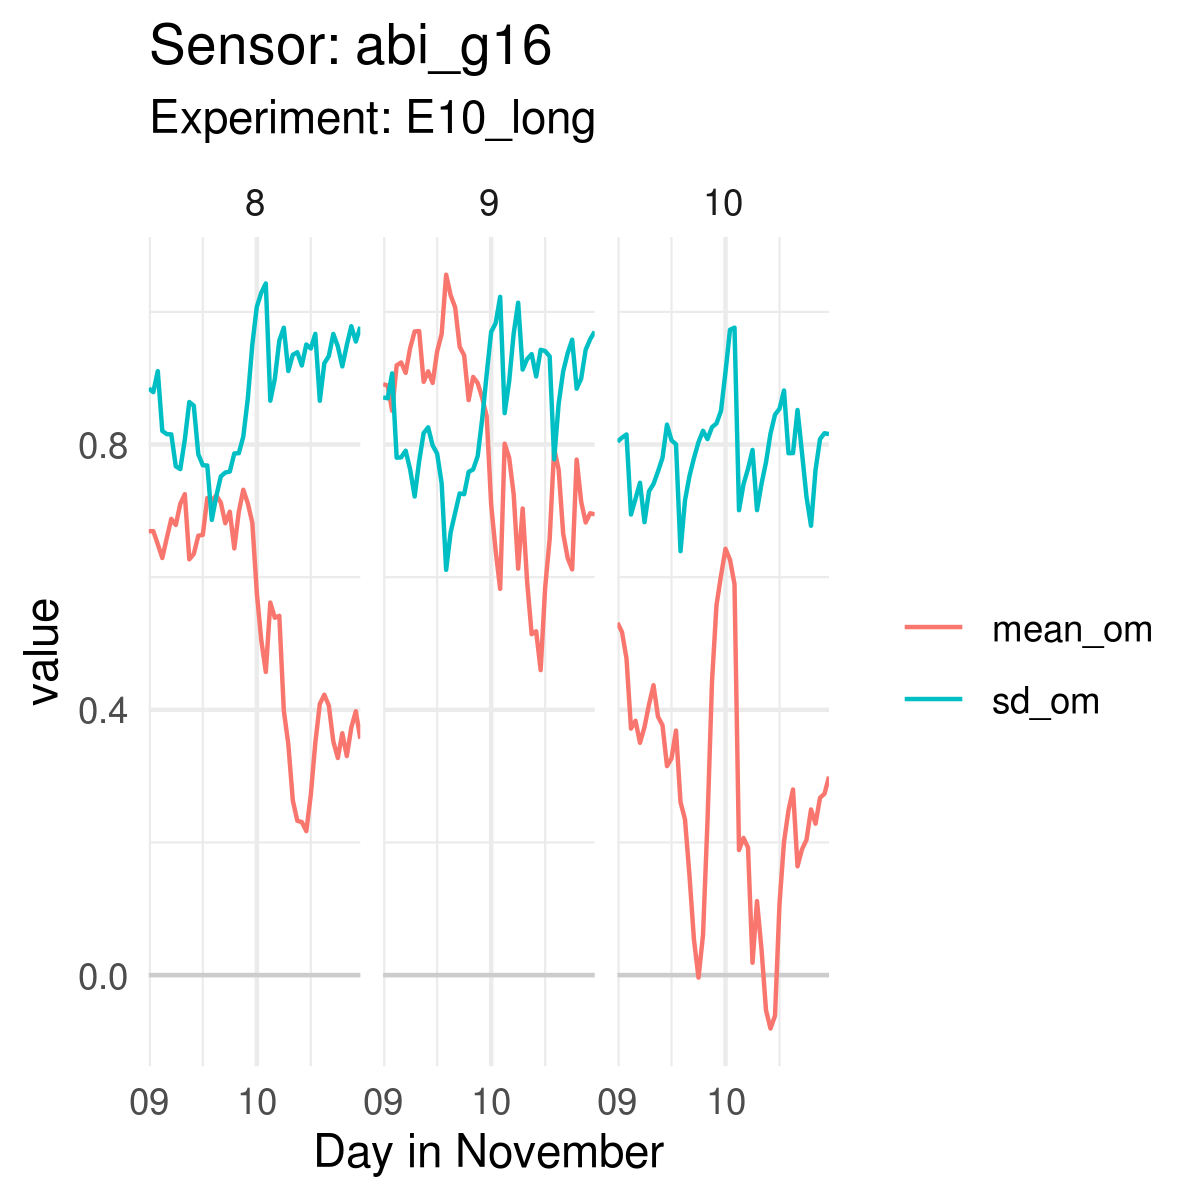 Sensor: abi_g16
Experiment: E10_long
8 9 10
value
0.8
0.4
0.0
mean_om
sd_om
09 10 09 10 09 10
Day in November